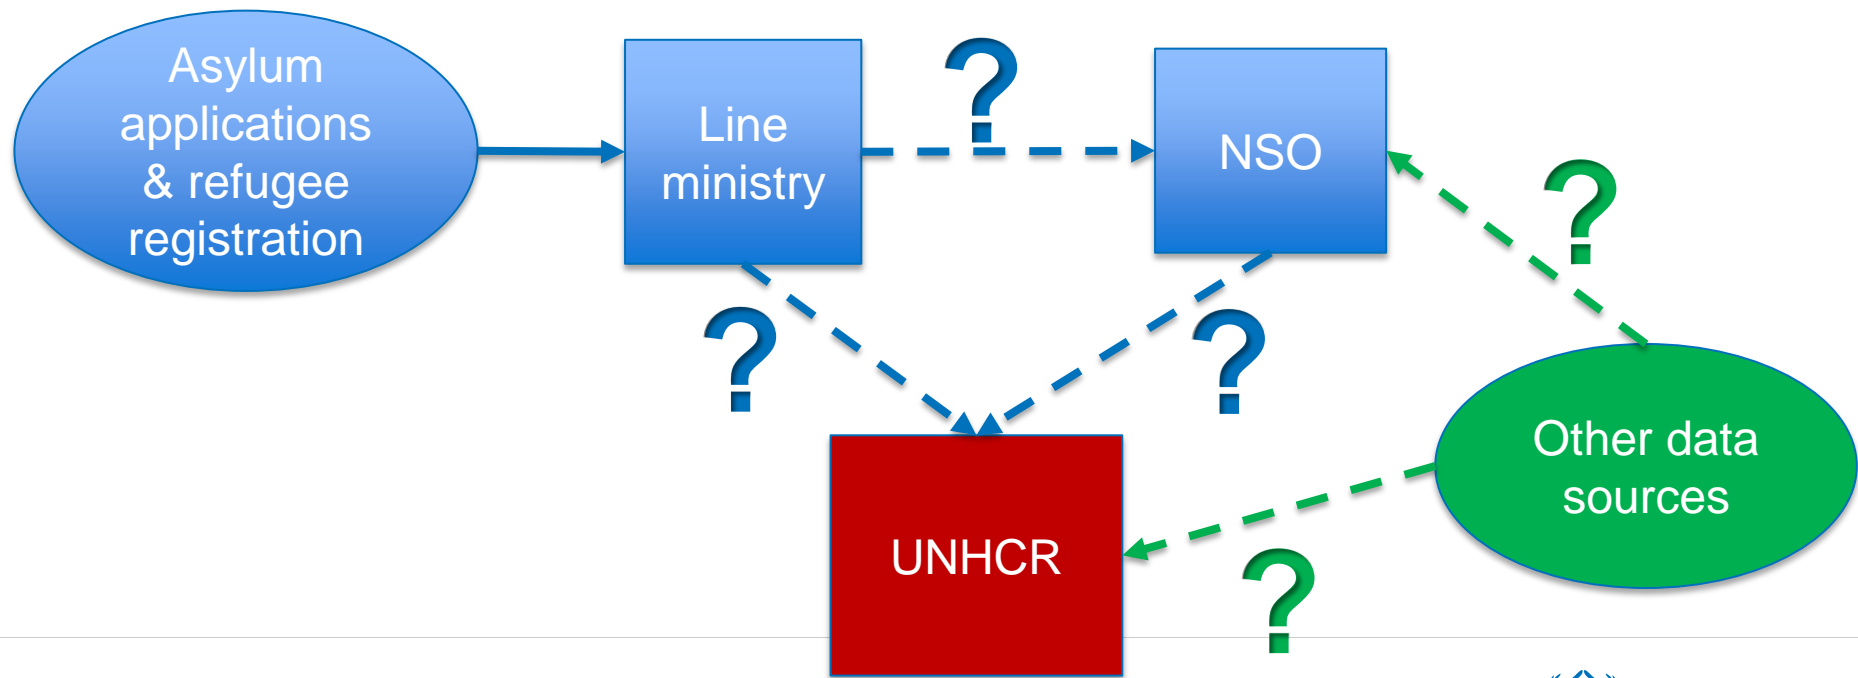 Asylum
applications
& refugee
registration
Line
ministry
?
NSO
?
?
?
Other data
sources
UNHCR
?